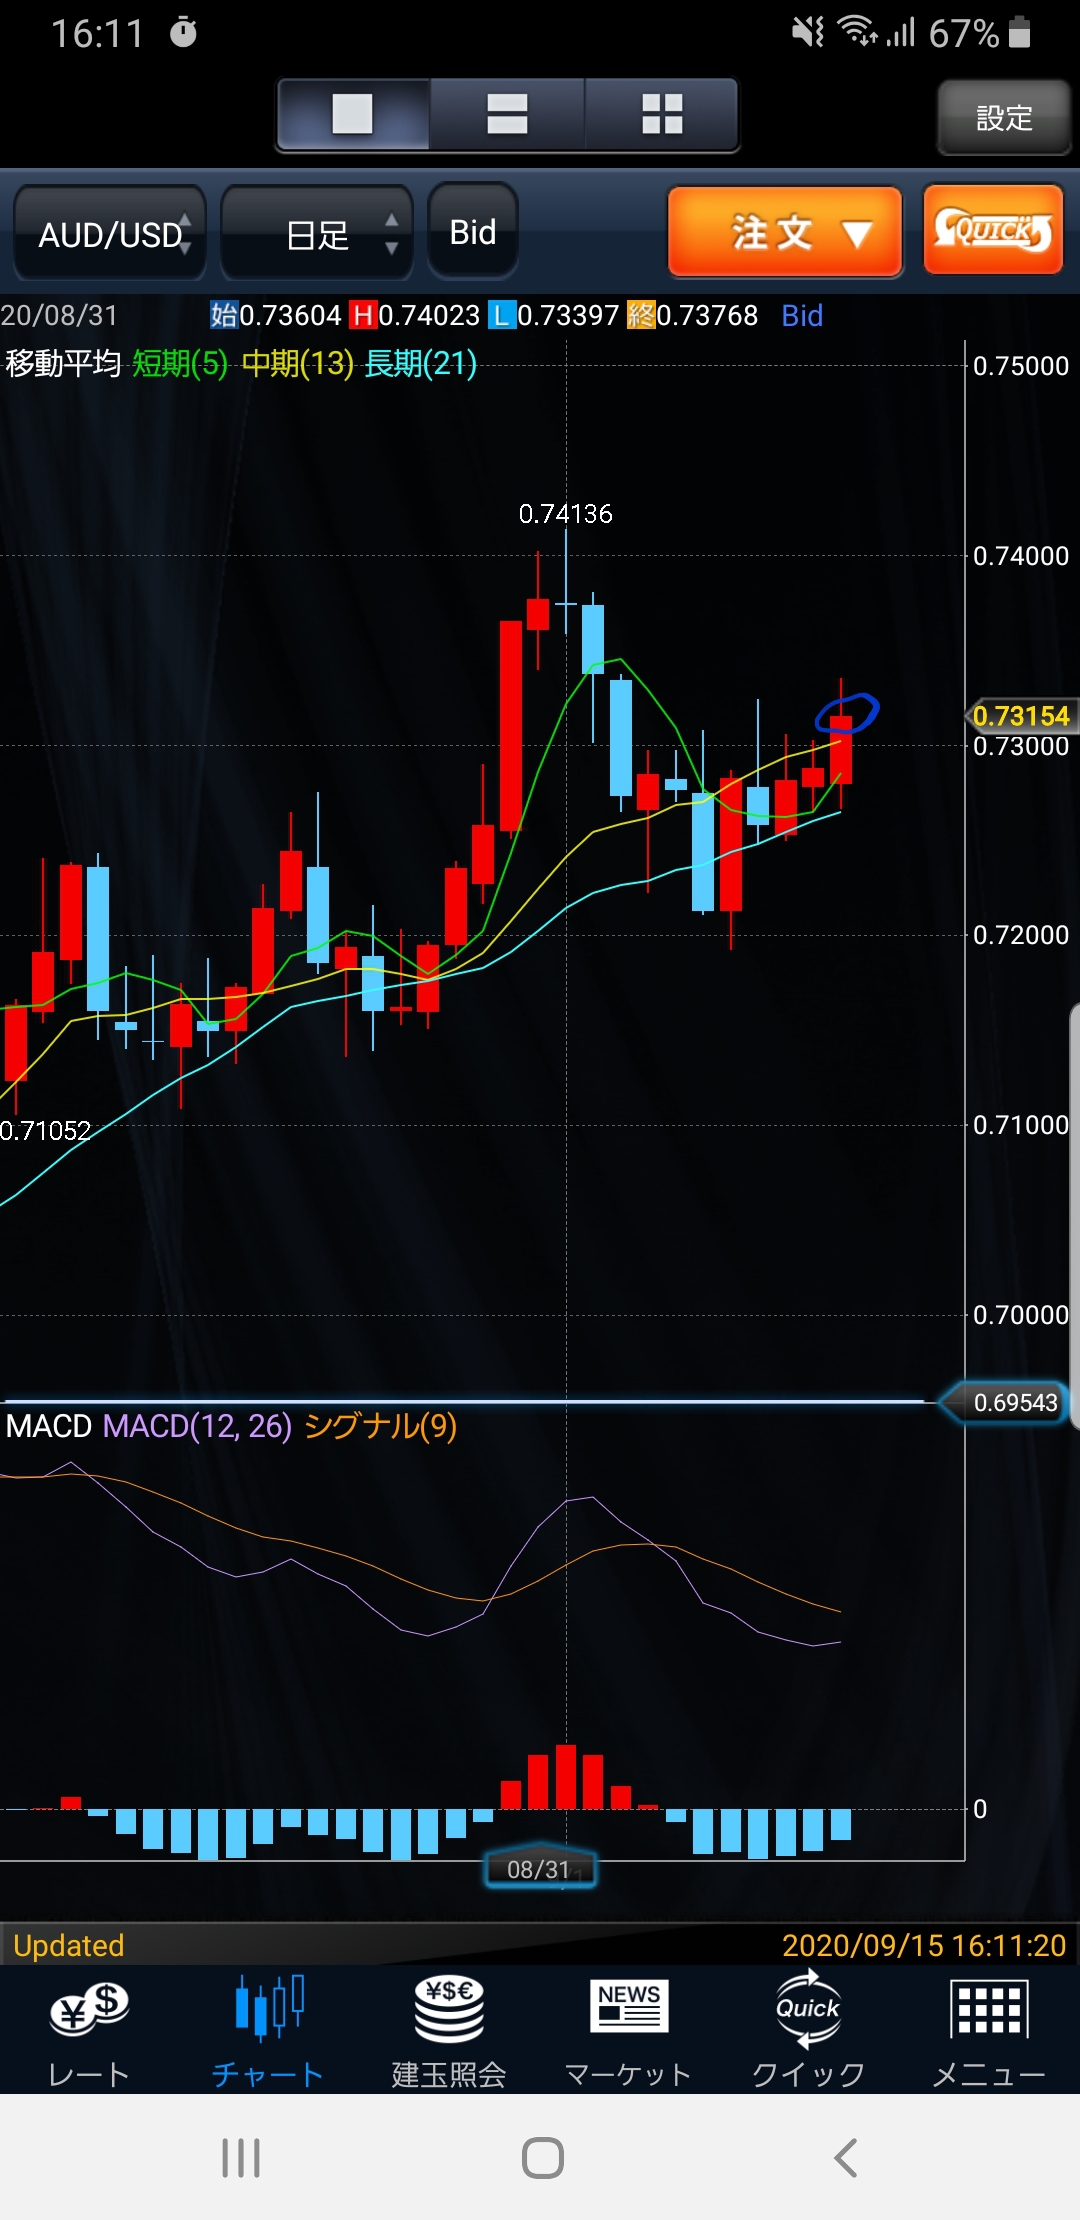 16:11 67%
設定
AUD/USD 日足 Bid 注文 ▼ QUICK
20/08/31 始0.73604 H0.74023 L0.73397 終0.73768 Bid
移動平均 短期(5) 中期(13) 長期(21)
0.75000
0.74136
0.74000
0.73154
0.73000
0.72000
0.71000
0.71052
0.70000
0.69543
MACD MACD(12, 26) シグナル(9)
0
08/31
Updated 2020/09/15 16:11:20
¥$ ¥$€ NEWS Quick
レート チャート 建玉照会 マーケット クイック メニュー